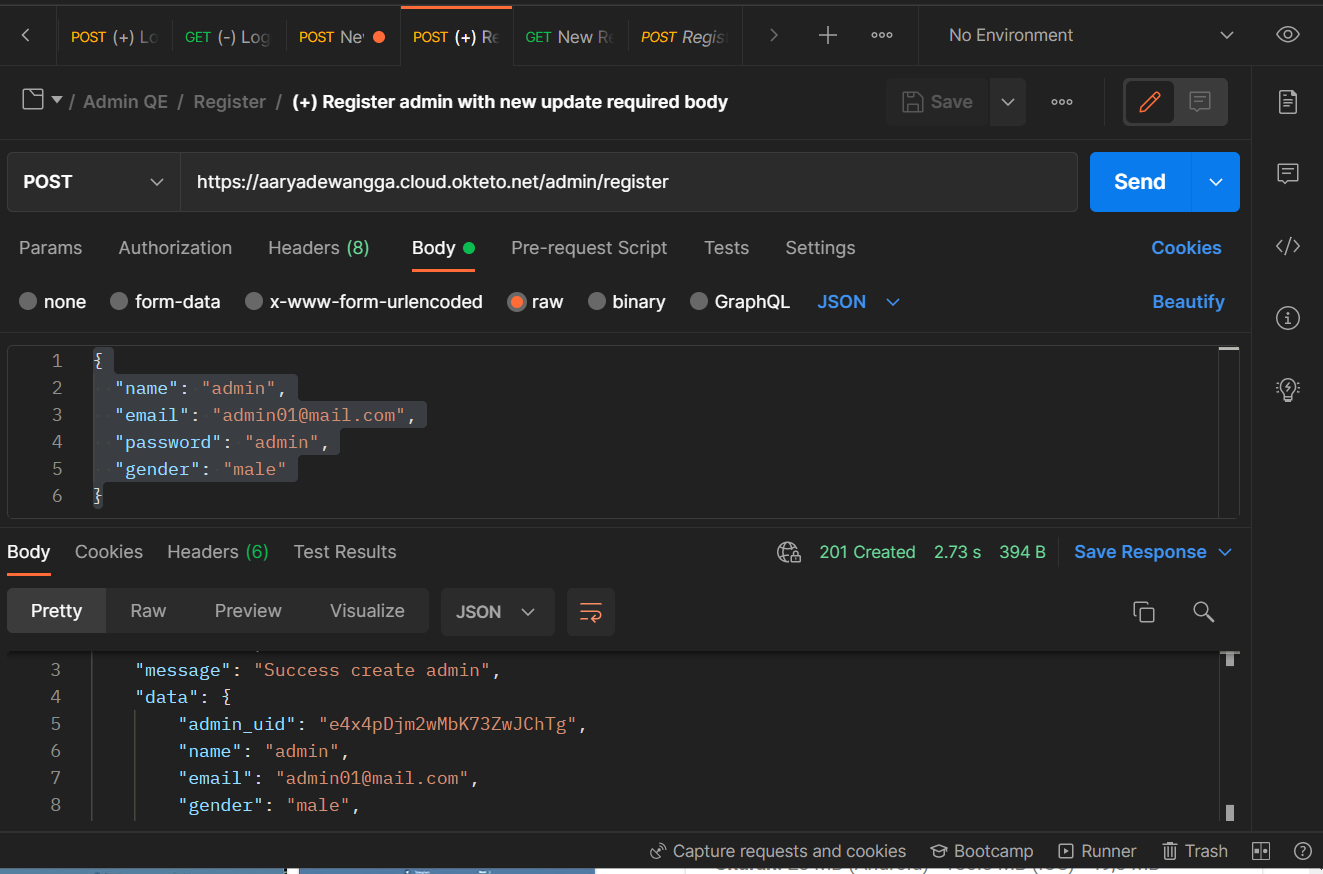 POST (+) Lo GET (-) Log POST Ne POST (+) Re GET New Re POST Regis No Environment
/ Admin QE / Register / (+) Register admin with new update required body Save
POST https://aaryadewangga.cloud.okteto.net/admin/register Send
Params Authorization Headers (8) Body Pre-request Script Tests Settings Cookies
none form-data x-www-form-urlencoded raw binary GraphQL JSON Beautify
1 {
2 "name": "admin",
3 "email": "admin01@mail.com",
4 "password": "admin",
5 "gender": "male"
6 }
Body Cookies Headers (6) Test Results 201 Created 2.73 s 394 B Save Response
Pretty Raw Preview Visualize JSON
3 "message": "Success create admin",
4 "data": {
5 "admin_uid": "e4x4pDjm2wMbK73ZwJChTg",
6 "name": "admin",
7 "email": "admin01@mail.com",
8 "gender": "male",
Capture requests and cookies Bootcamp Runner Trash